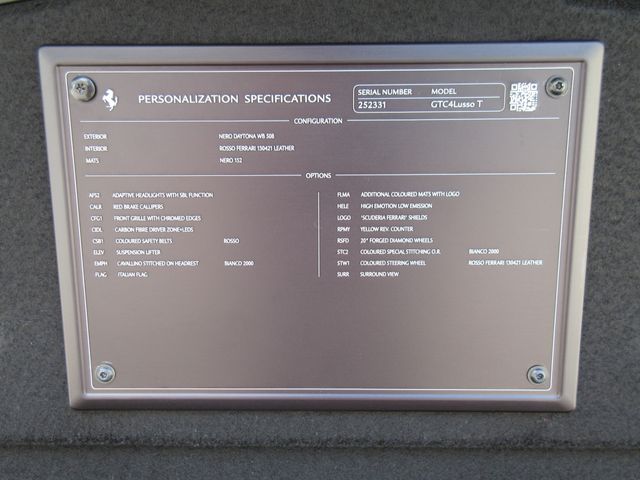 PERSONALIZATION SPECIFICATIONS
SERIAL NUMBER MODEL
252331 GTC4Lusso T
CONFIGURATION
EXTERIOR NERO DAYTONA WB 508
INTERIOR ROSSO FERRARI 130421 LEATHER
MATS NERO 152
OPTIONS
AFS2 ADAPTIVE HEADLIGHTS WITH SBL FUNCTION
CALR RED BRAKE CALLIPERS
CFG1 FRONT GRILLE WITH CHROMED EDGES
CIDL CARBON FIBRE DRIVER ZONE+LEDS
CSB1 COLOURED SAFETY BELTS ROSSO
ELEV SUSPENSION LIFTER
EMPH CAVALLINO STITCHED ON HEADREST BIANCO 2000
FLAG ITALIAN FLAG
FLMA ADDITIONAL COLOURED MATS WITH LOGO
HELE HIGH EMOTION LOW EMISSION
LOGO "SCUDERIA FERRARI" SHIELDS
RPMY YELLOW REV. COUNTER
RSFD 20" FORGED DIAMOND WHEELS
STC2 COLOURED SPECIAL STITCHING O.R. BIANCO 2000
STW1 COLOURED STEERING WHEEL ROSSO FERRARI 130421 LEATHER
SURR SURROUND VIEW